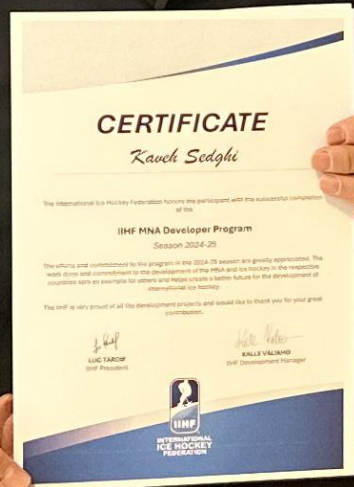 CERTIFICATE
Kaveh Sedghi
The International Ice Hockey Federation honors the participant with the successful completion
of the
IIHF MNA Developer Program
Season 2024-25
The efforts and commitment to the program in the 2024-25 season are greatly appreciated. The
work done and commitment to the development of the MNA and ice hockey in the respective
countries sets an example for others and helps create a better future for the development of
international ice hockey.
The IIHF is very proud of all the development projects and would like to thank you for your great
contribution.
LUC TARDIF
IIHF President
KALLE VALIAHO
IIHF Development Manager
IIHF
INTERNATIONAL
ICE HOCKEY
FEDERATION